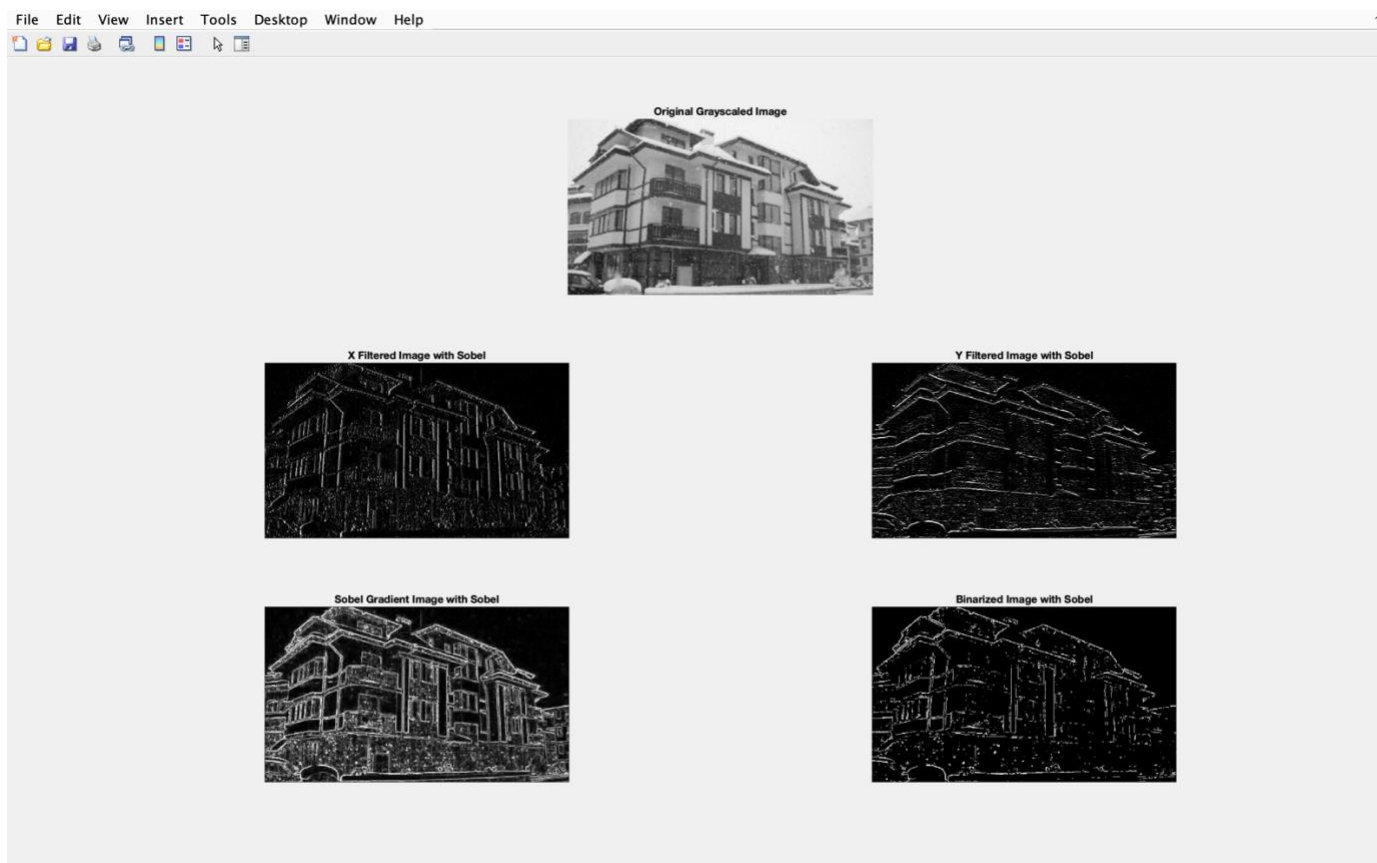 File Edit View Insert Tools Desktop Window Help
Original Grayscaled Image
X Filtered Image with Sobel
Y Filtered Image with Sobel
Sobel Gradient Image with Sobel
Binarized Image with Sobel